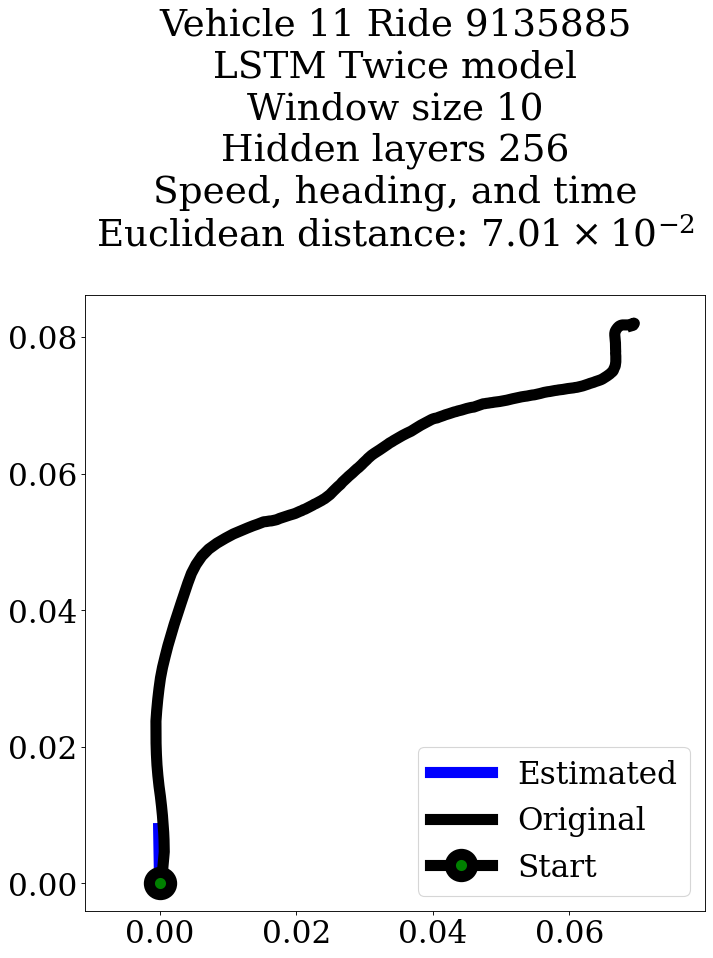 Vehicle 11 Ride 9135885
LSTM Twice model
Window size 10
Hidden layers 256
Speed, heading, and time
Euclidean distance: 7.01 × 10⁻²
0.08
0.06
0.04
0.02
0.00
Estimated
Original
Start
0.00 0.02 0.04 0.06